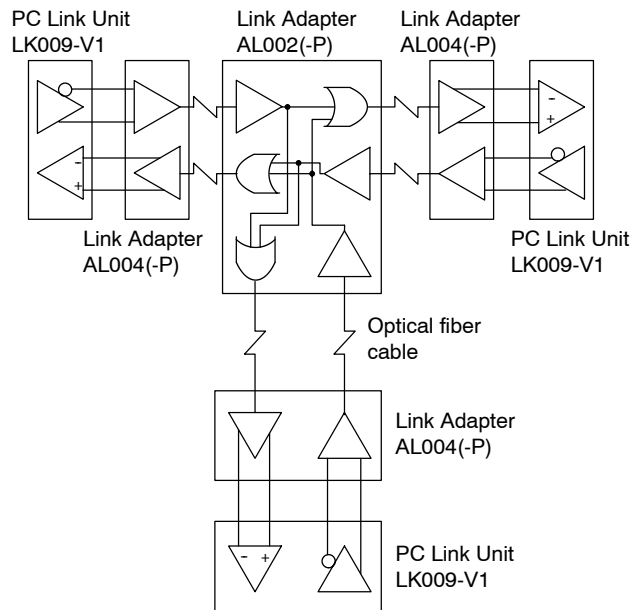 PC Link Unit
LK009-V1
Link Adapter
AL002(-P)
Link Adapter
AL004(-P)
-
+
-
+
Link Adapter
AL004(-P)
PC Link Unit
LK009-V1
Optical fiber
cable
Link Adapter
AL004(-P)
- +
PC Link Unit
LK009-V1